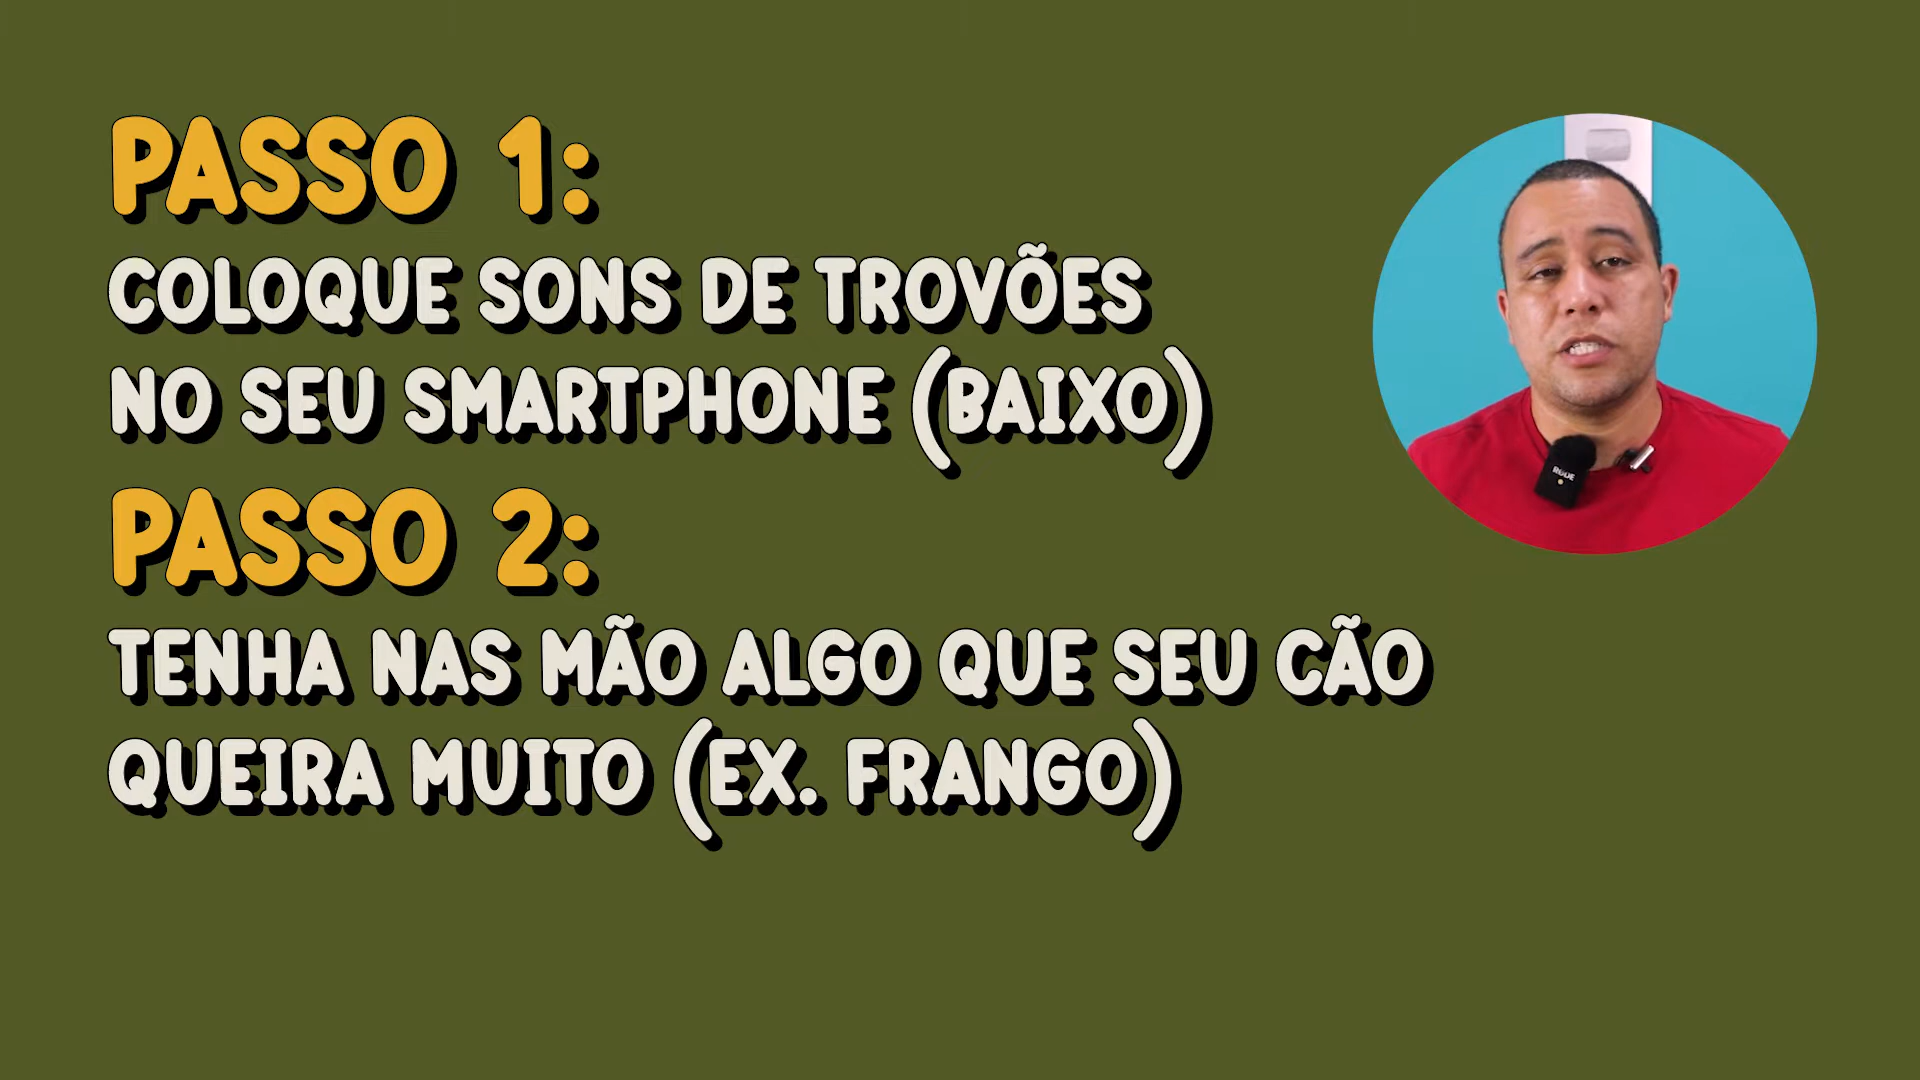 PASSO 1:
COLOQUE SONS DE TROVÕES
NO SEU SMARTPHONE (BAIXO)
PASSO 2:
TENHA NAS MÃO ALGO QUE SEU CÃO
QUEIRA MUITO (EX. FRANGO)
RØDE